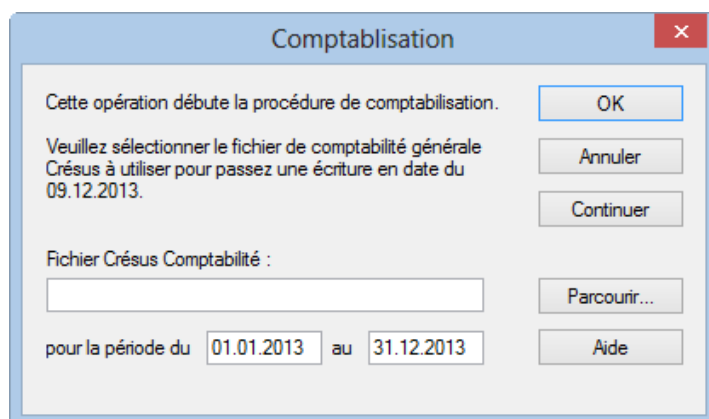 Comptablisation
Cette opération débute la procédure de comptabilisation.
OK
Veuillez sélectionner le fichier de comptabilité générale
Crésus à utiliser pour passez une écriture en date du
09.12.2013.
Annuler
Continuer
Fichier Crésus Comptabilité :
Parcourir...
pour la période du 01.01.2013 au 31.12.2013
Aide